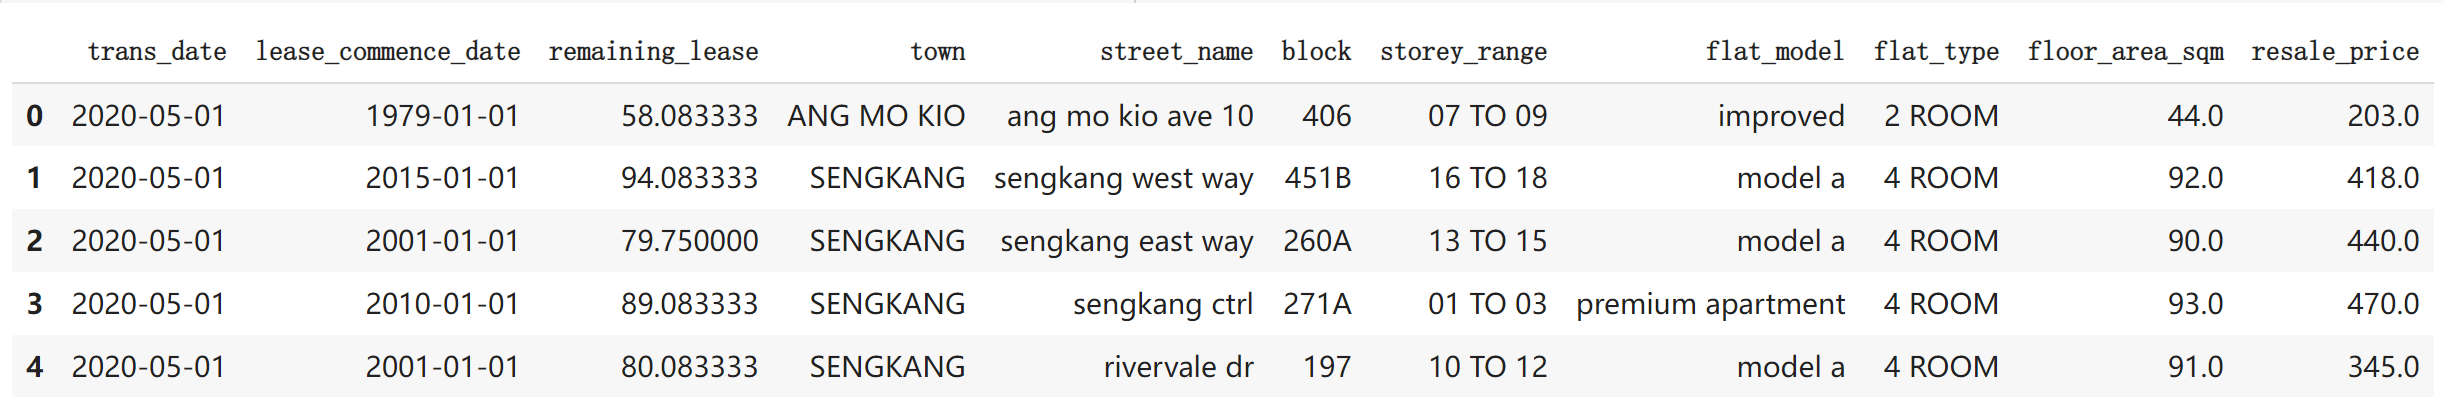 trans_date lease_commence_date remaining_lease town street_name block storey_range flat_model flat_type floor_area_sqm resale_price
0 2020-05-01 1979-01-01 58.083333 ANG MO KIO ang mo kio ave 10 406 07 TO 09 improved 2 ROOM 44.0 203.0
1 2020-05-01 2015-01-01 94.083333 SENGKANG sengkang west way 451B 16 TO 18 model a 4 ROOM 92.0 418.0
2 2020-05-01 2001-01-01 79.750000 SENGKANG sengkang east way 260A 13 TO 15 model a 4 ROOM 90.0 440.0
3 2020-05-01 2010-01-01 89.083333 SENGKANG sengkang ctrl 271A 01 TO 03 premium apartment 4 ROOM 93.0 470.0
4 2020-05-01 2001-01-01 80.083333 SENGKANG rivervale dr 197 10 TO 12 model a 4 ROOM 91.0 345.0